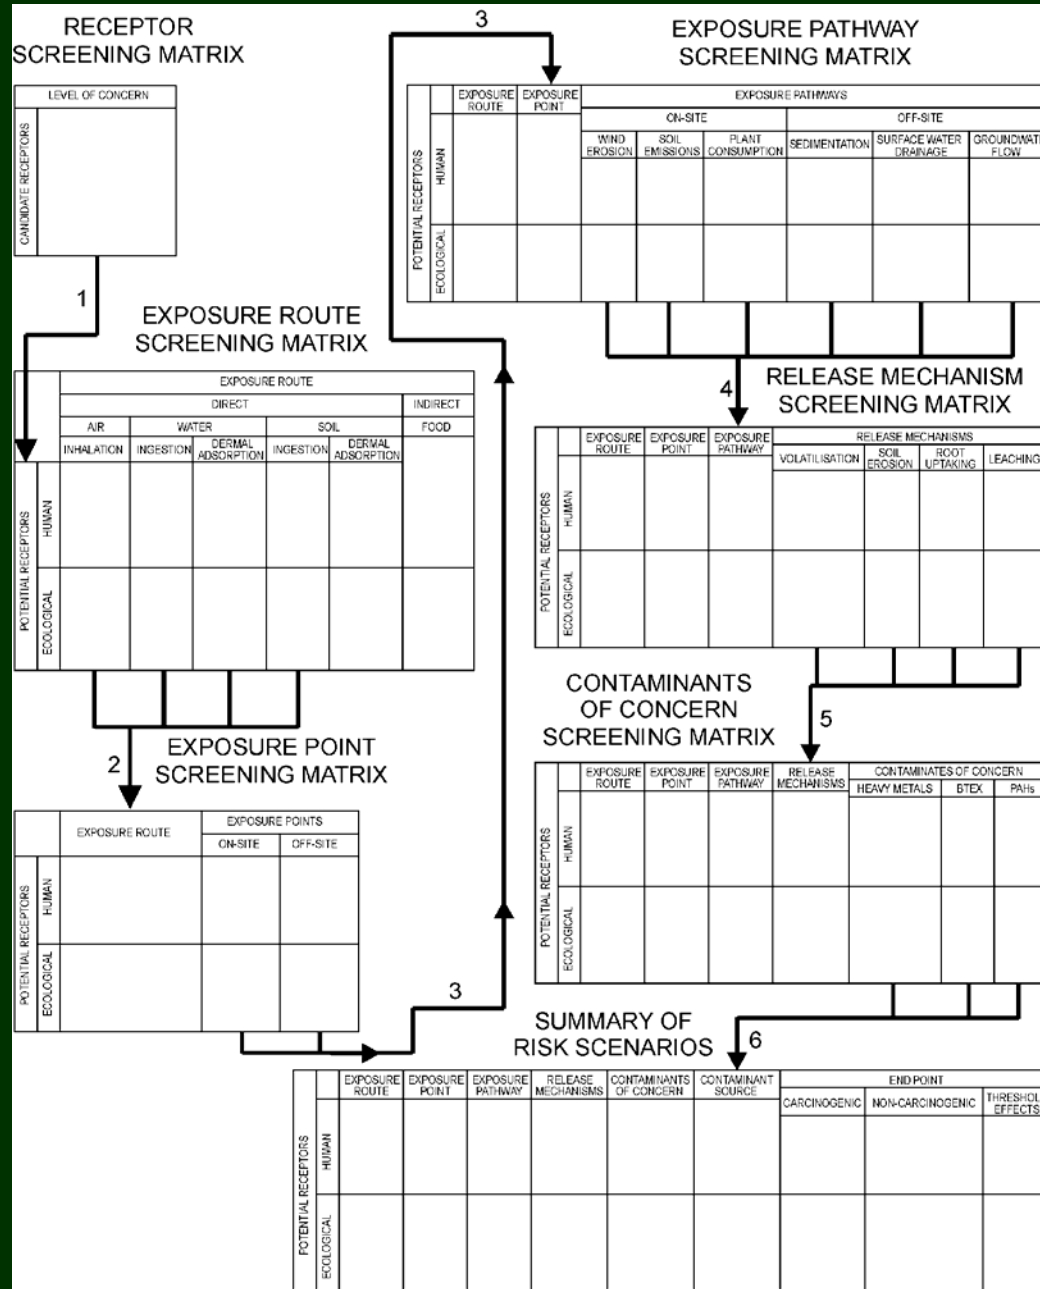 RECEPTOR
SCREENING MATRIX
LEVEL OF CONCERN
CANDIDATE RECEPTORS
1
EXPOSURE ROUTE
SCREENING MATRIX
EXPOSURE ROUTE
DIRECT INDIRECT
AIR WATER SOIL FOOD
INHALATION INGESTION DERMAL ADSORPTION INGESTION DERMAL ADSORPTION
POTENTIAL RECEPTORS
HUMAN
ECOLOGICAL
2
EXPOSURE POINT
SCREENING MATRIX
EXPOSURE ROUTE EXPOSURE POINTS
ON-SITE OFF-SITE
POTENTIAL RECEPTORS
HUMAN
ECOLOGICAL
3
3
EXPOSURE PATHWAY
SCREENING MATRIX
EXPOSURE ROUTE EXPOSURE POINT EXPOSURE PATHWAYS
ON-SITE OFF-SITE
WIND EROSION SOIL EMISSIONS PLANT CONSUMPTION SEDIMENTATION SURFACE WATER DRAINAGE GROUNDWATE FLOW
POTENTIAL RECEPTORS
HUMAN
ECOLOGICAL
4
RELEASE MECHANISM
SCREENING MATRIX
EXPOSURE ROUTE EXPOSURE POINT EXPOSURE PATHWAY RELEASE MECHANISMS
VOLATILISATION SOIL EROSION ROOT UPTAKING LEACHING
POTENTIAL RECEPTORS
HUMAN
ECOLOGICAL
5
CONTAMINANTS
OF CONCERN
SCREENING MATRIX
EXPOSURE ROUTE EXPOSURE POINT EXPOSURE PATHWAY RELEASE MECHANISMS CONTAMINATES OF CONCERN
HEAVY METALS BTEX PAHs
POTENTIAL RECEPTORS
HUMAN
ECOLOGICAL
6
SUMMARY OF
RISK SCENARIOS
EXPOSURE ROUTE EXPOSURE POINT EXPOSURE PATHWAY RELEASE MECHANISMS CONTAMINANTS OF CONCERN CONTAMINANT SOURCE END POINT
CARCINOGENIC NON-CARCINOGENIC THRESHOL EFFECTS
POTENTIAL RECEPTORS
HUMAN
ECOLOGICAL